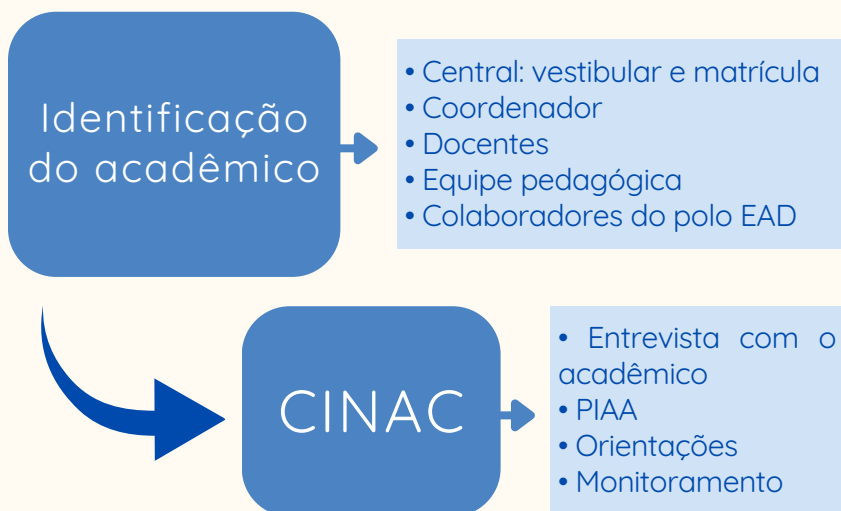 Identificação
do acadêmico
• Central: vestibular e matrícula
• Coordenador
• Docentes
• Equipe pedagógica
• Colaboradores do polo EAD
CINAC
• Entrevista com o
acadêmico
• PIAA
• Orientações
• Monitoramento